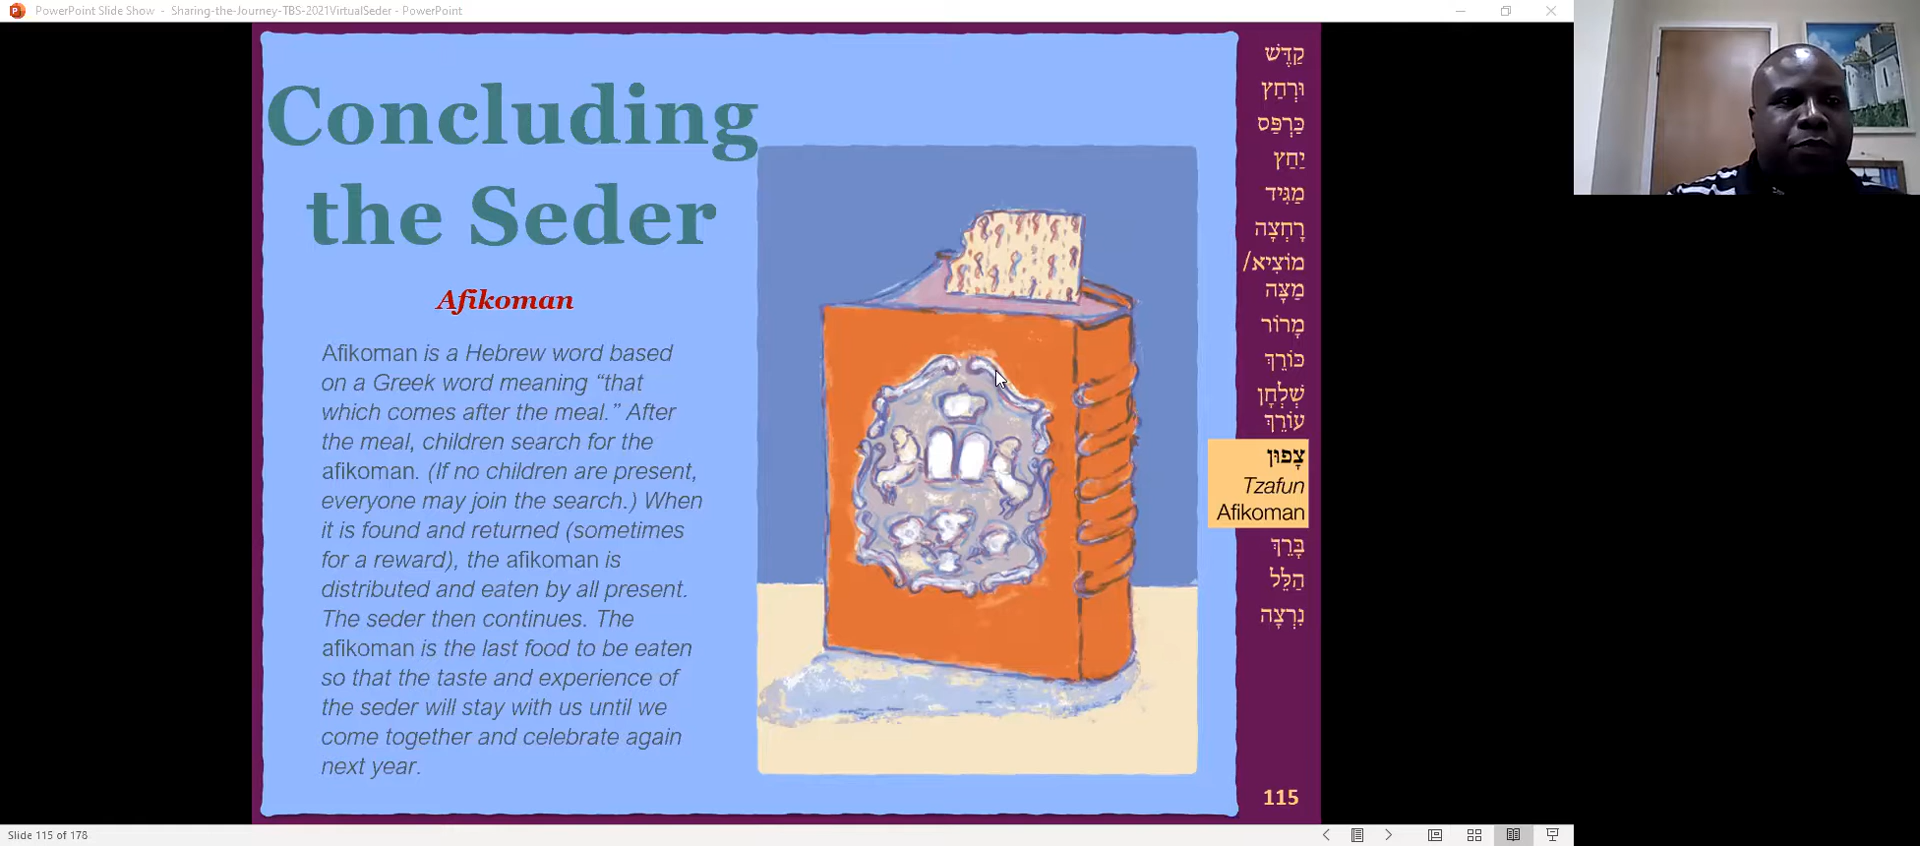 PowerPoint Slide Show - Sharing-the-Journey-TBS-2021VirtualSeder - PowerPoint
Concluding
the Seder
Afikoman
Afikoman is a Hebrew word based
on a Greek word meaning “that
which comes after the meal.” After
the meal, children search for the
afikoman. (If no children are present,
everyone may join the search.) When
it is found and returned (sometimes
for a reward), the afikoman is
distributed and eaten by all present.
The seder then continues. The
afikoman is the last food to be eaten
so that the taste and experience of
the seder will stay with us until we
come together and celebrate again
next year.
קַדֵּשׁ
וּרְחַץ
כַּרְפַּס
יַחַץ
מַגִּיד
רָחְצָה
מוֹצִיא/
מַצָּה
מָרוֹר
כּוֹרֵךְ
שֻׁלְחָן
עוֹרֵךְ
צָפוּן
Tzafun
Afikoman
בָּרֵךְ
הַלֵּל
נִרְצָה
115
Slide 115 of 178